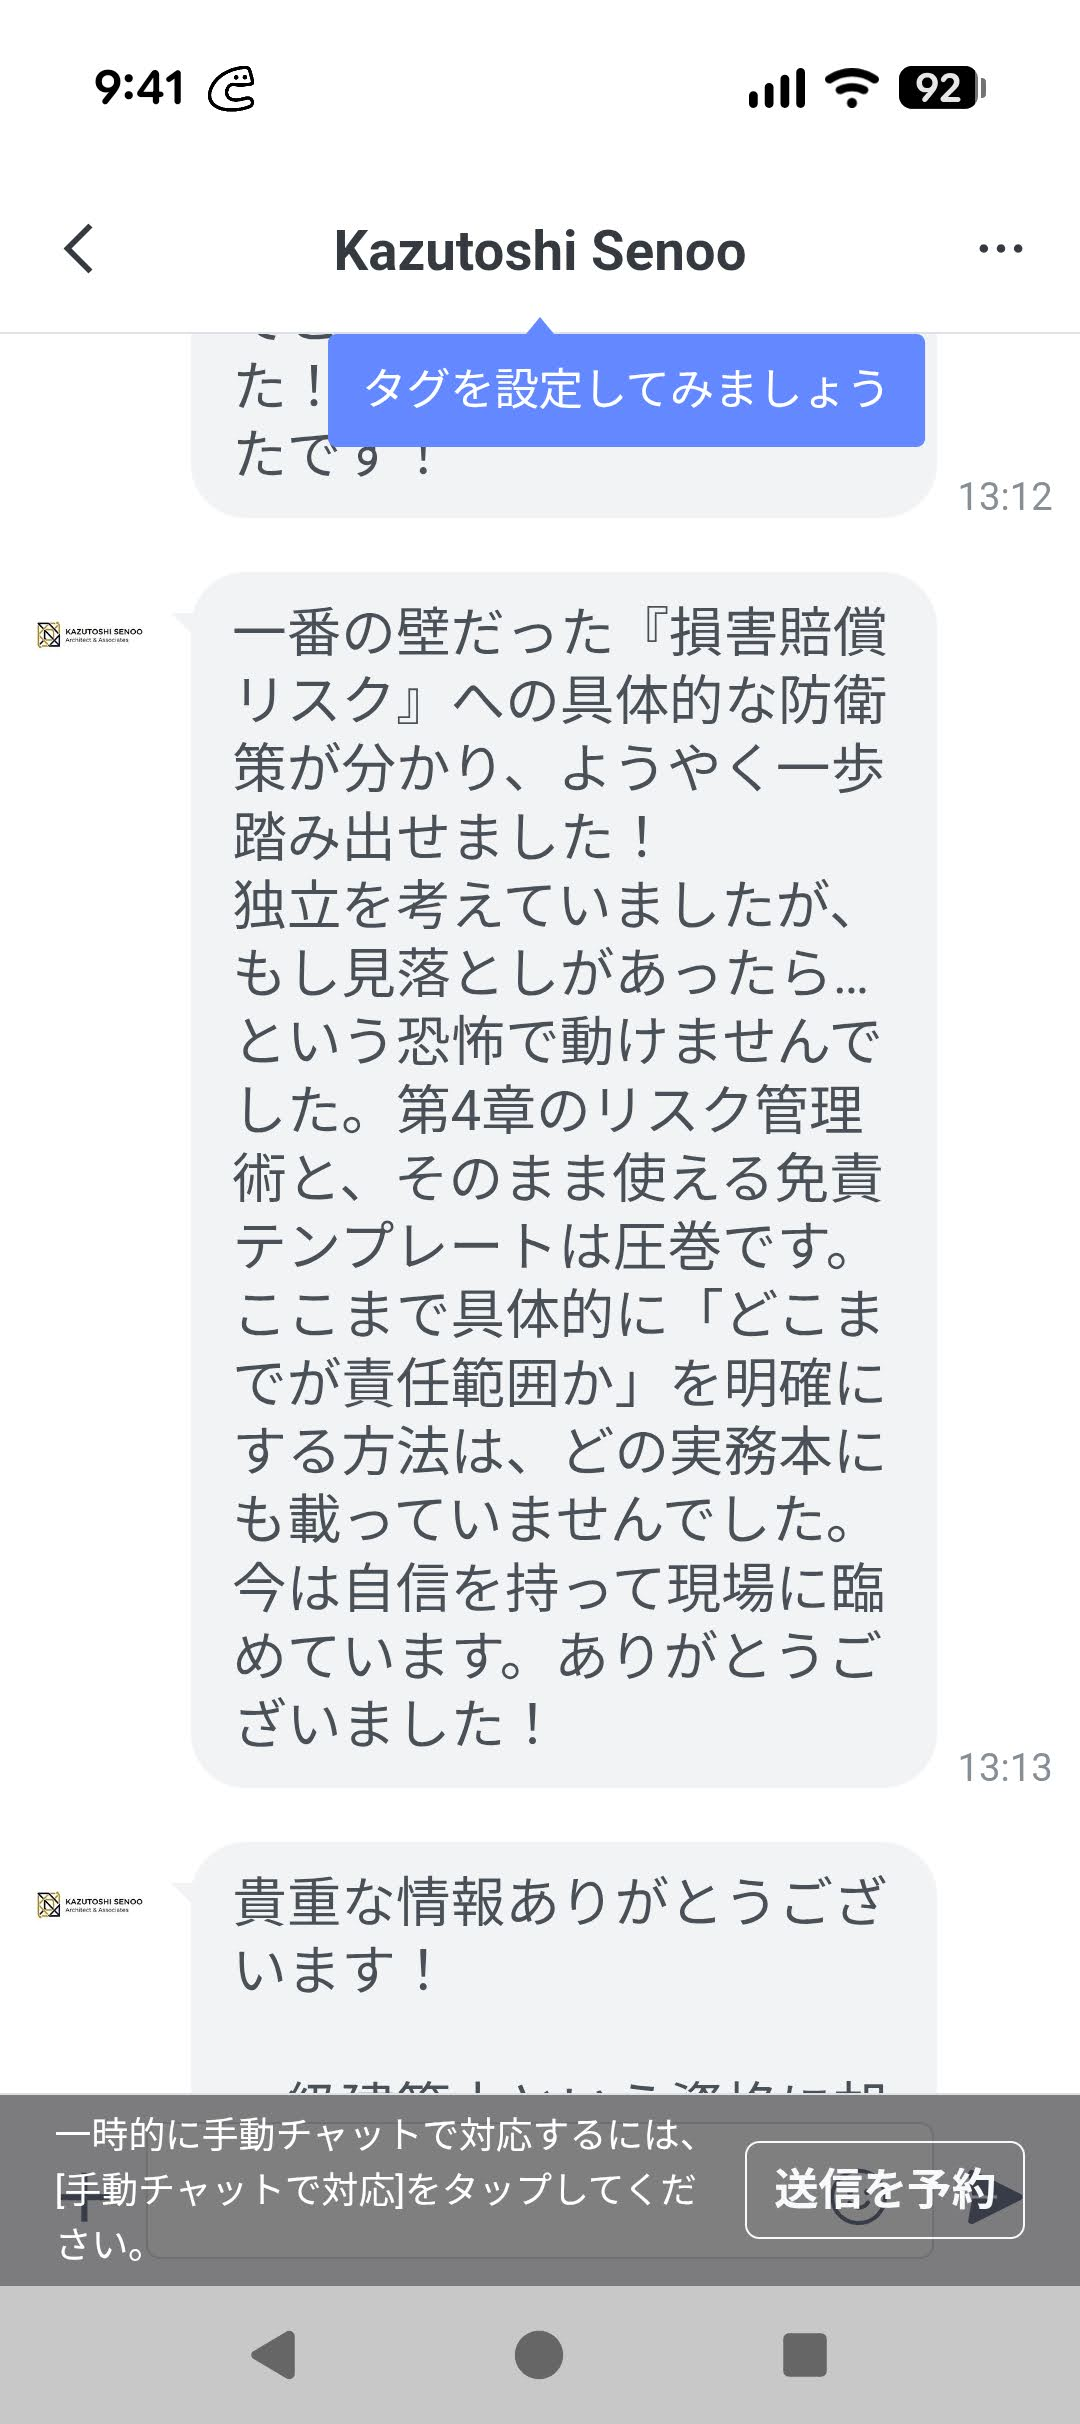 9:41
92
Kazutoshi Senoo
タグを設定してみましょう
た！
たです！
13:12
KAZUTOSHI SENOO
Architect & Associates
一番の壁だった『損害賠償
リスク』への具体的な防衛
策が分かり、ようやく一歩
踏み出せました！
独立を考えていましたが、
もし見落としがあったら...
という恐怖で動けませんで
した。第4章のリスク管理
術と、そのまま使える免責
テンプレートは圧巻です。
ここまで具体的に「どこま
でが責任範囲か」を明確に
する方法は、どの実務本に
も載っていませんでした。
今は自信を持って現場に臨
めています。ありがとうご
ざいました！
13:13
KAZUTOSHI SENOO
Architect & Associates
貴重な情報ありがとうござ
います！
一時的に手動チャットで対応するには、
[手動チャットで対応]をタップしてくだ
さい。
送信を予約